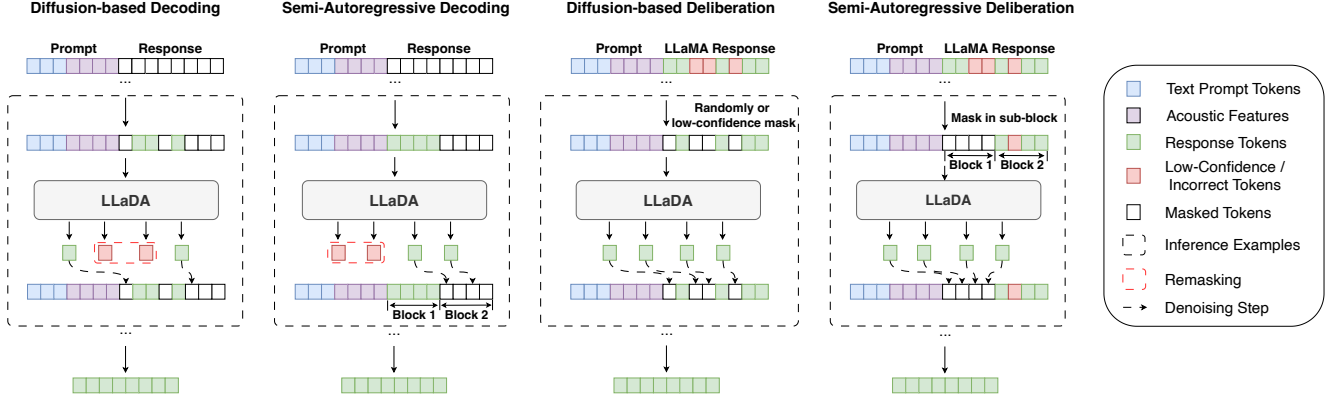 Diffusion-based Decoding
Prompt Response
...
LLaDA
...
Semi-Autoregressive Decoding
Prompt Response
...
LLaDA
Block 1 Block 2
...
Diffusion-based Deliberation
Prompt LLaMA Response
...
Randomly or
low-confidence mask
LLaDA
...
Semi-Autoregressive Deliberation
Prompt LLaMA Response
...
Mask in sub-block
Block 1 Block 2
LLaDA
...
Text Prompt Tokens
Acoustic Features
Response Tokens
Low-Confidence /
Incorrect Tokens
Masked Tokens
Inference Examples
Remasking
Denoising Step